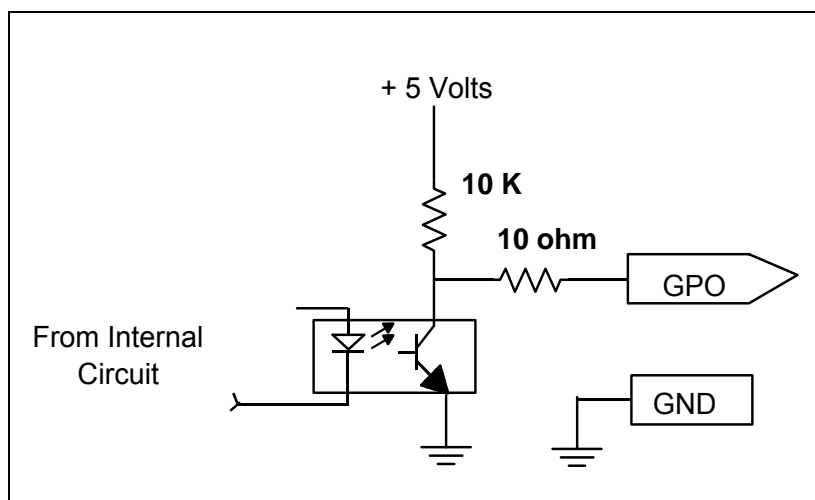 + 5 Volts
10 K
10 ohm
GPO
From Internal
Circuit
GND